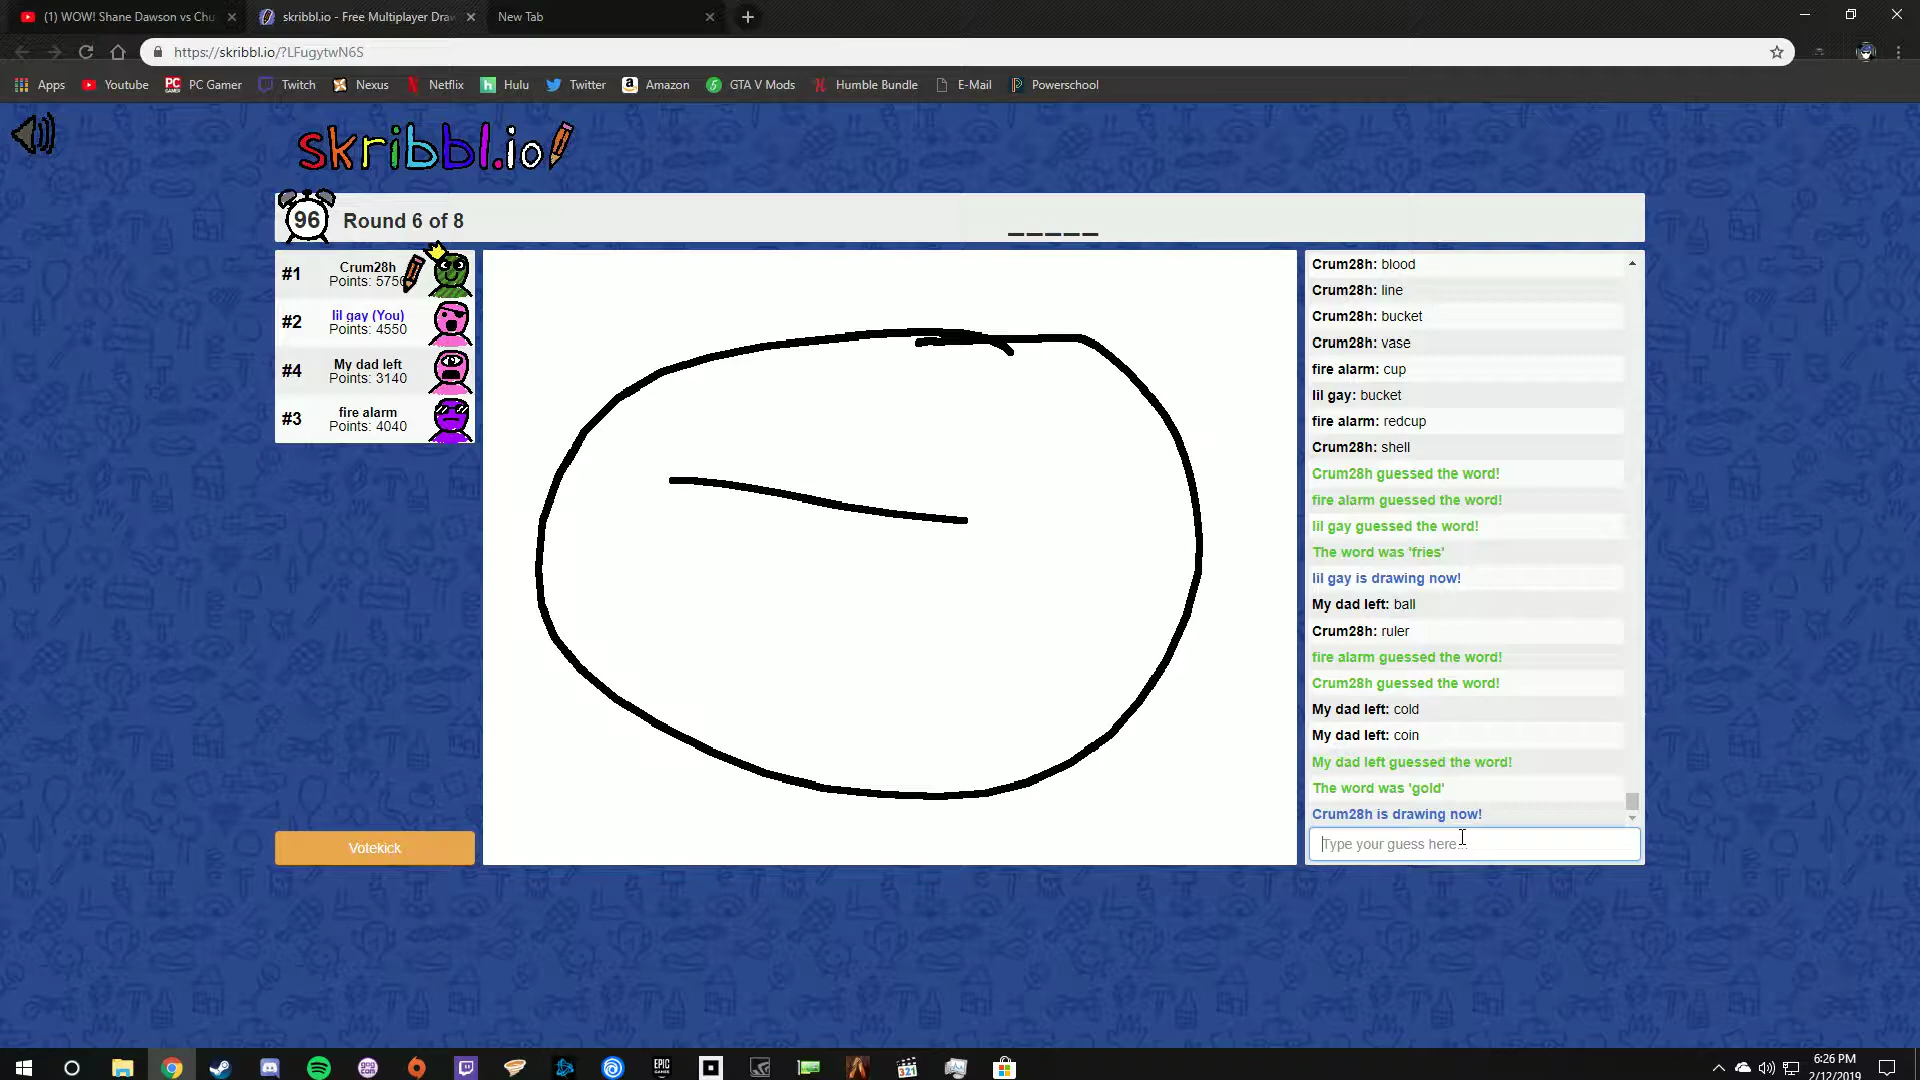 (1) WOW! Shane Dawson vs Chu
skribbl.io - Free Multiplayer Draw
New Tab
https://skribbl.io/?LFugytwN6S
Apps Youtube PC Gamer Twitch Nexus Netflix Hulu Twitter Amazon GTA V Mods Humble Bundle E-Mail Powerschool
skribbl.io
96 Round 6 of 8 _____
#1 Crum28h
Points: 5750
#2 lil gay (You)
Points: 4550
#4 My dad left
Points: 3140
#3 fire alarm
Points: 4040
Votekick
Crum28h: blood
Crum28h: line
Crum28h: bucket
Crum28h: vase
fire alarm: cup
lil gay: bucket
fire alarm: redcup
Crum28h: shell
Crum28h guessed the word!
fire alarm guessed the word!
lil gay guessed the word!
The word was 'fries'
lil gay is drawing now!
My dad left: ball
Crum28h: ruler
fire alarm guessed the word!
Crum28h guessed the word!
My dad left: cold
My dad left: coin
My dad left guessed the word!
The word was 'gold'
Crum28h is drawing now!
Type your guess here...
6:26 PM
2/12/2019